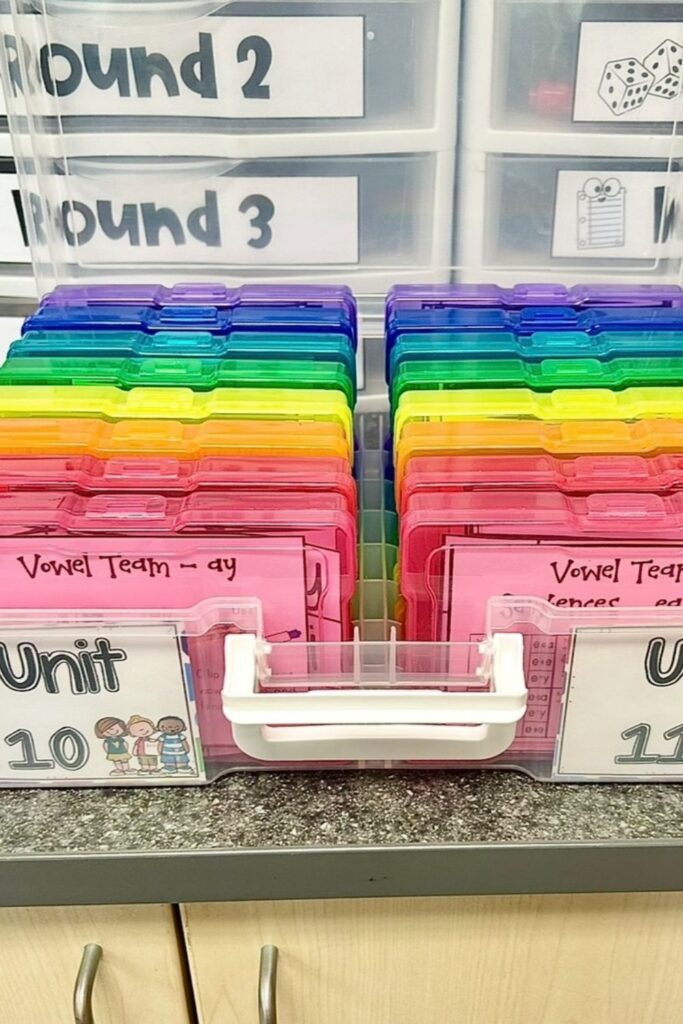 Round 2
Round 3
Vowel Team - ay
Vowel Team
Unit
10
11